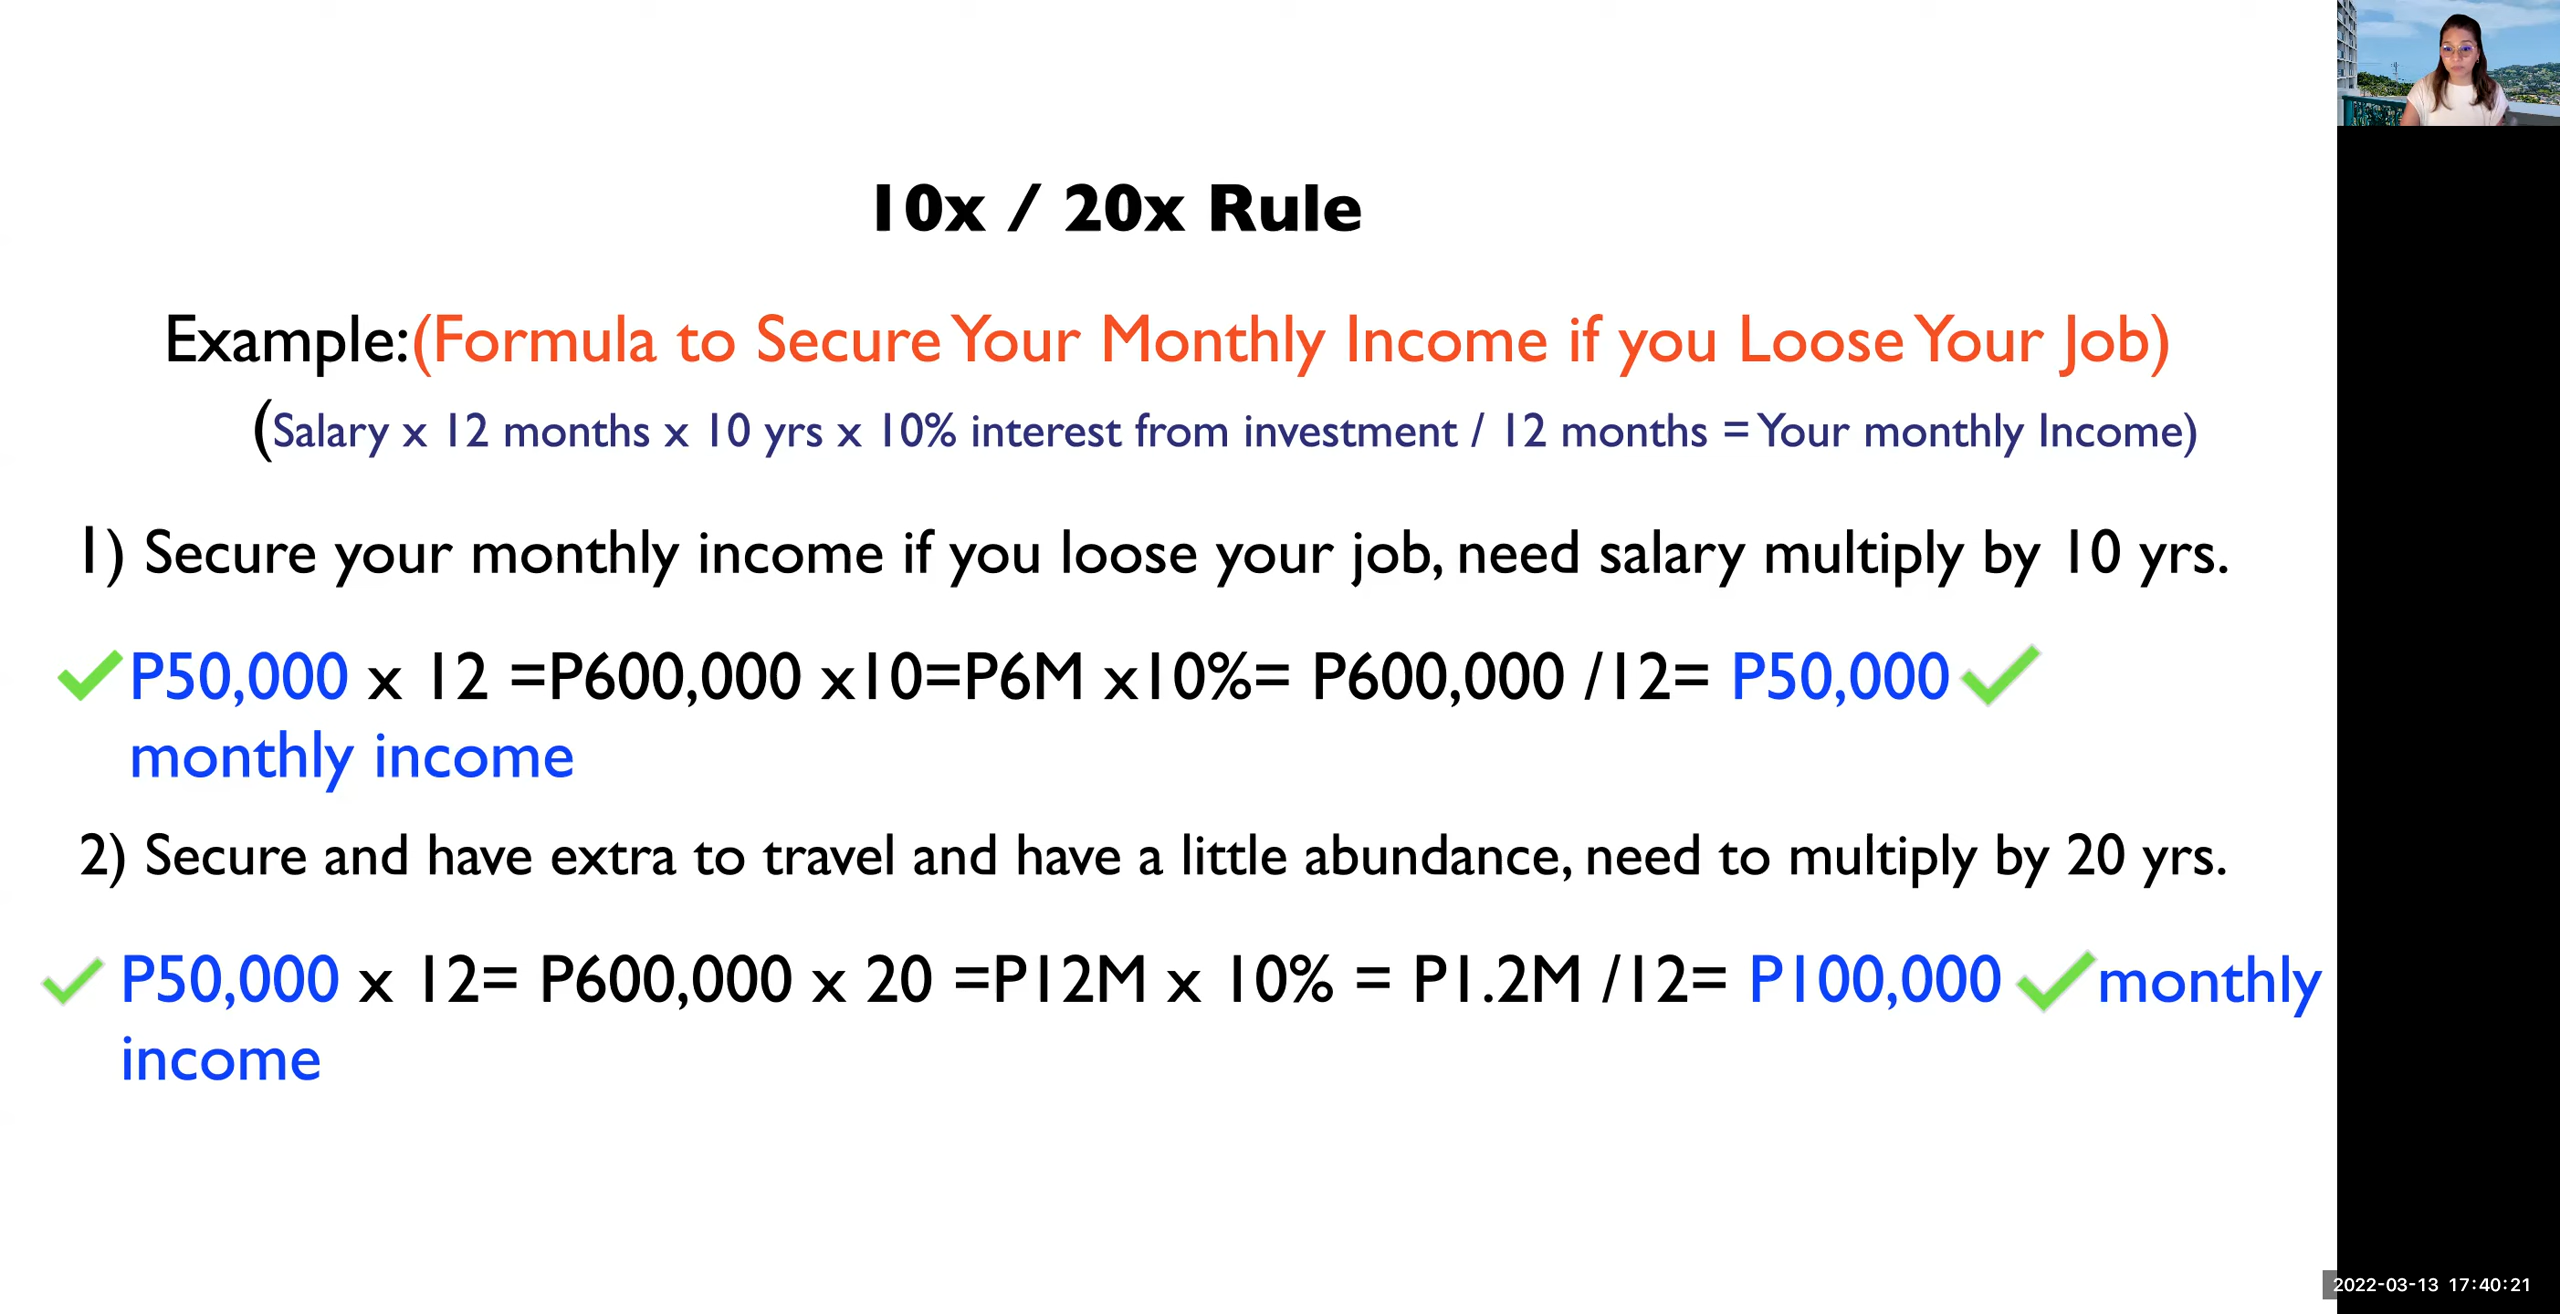 10x / 20x Rule
Example:(Formula to Secure Your Monthly Income if you Loose Your Job)
(Salary x 12 months x 10 yrs x 10% interest from investment / 12 months = Your monthly Income)
1) Secure your monthly income if you loose your job, need salary multiply by 10 yrs.
P50,000 x 12 =P600,000 x10=P6M x10%= P600,000 /12= P50,000
monthly income
2) Secure and have extra to travel and have a little abundance, need to multiply by 20 yrs.
P50,000 x 12= P600,000 x 20 =P12M x 10% = P1.2M /12= P100,000 monthly
income
2022-03-13 17:40:21